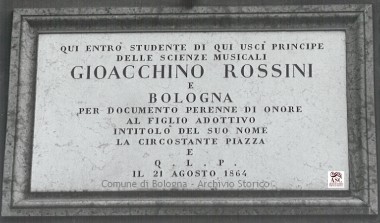 QUI ENTRÒ STUDENTE DI QUI USCÌ PRINCIPE
DELLE SCIENZE MUSICALI
GIOACCHINO ROSSINI
E
BOLOGNA
PER DOCUMENTO PERENNE DI ONORE
AL FIGLIO ADOTTIVO
INTITOLÒ DEL SUO NOME
LA CIRCOSTANTE PIAZZA
E
Q. L. P.
IL 21 AGOSTO 1864
Comune di Bologna - Archivio Storico
ASC